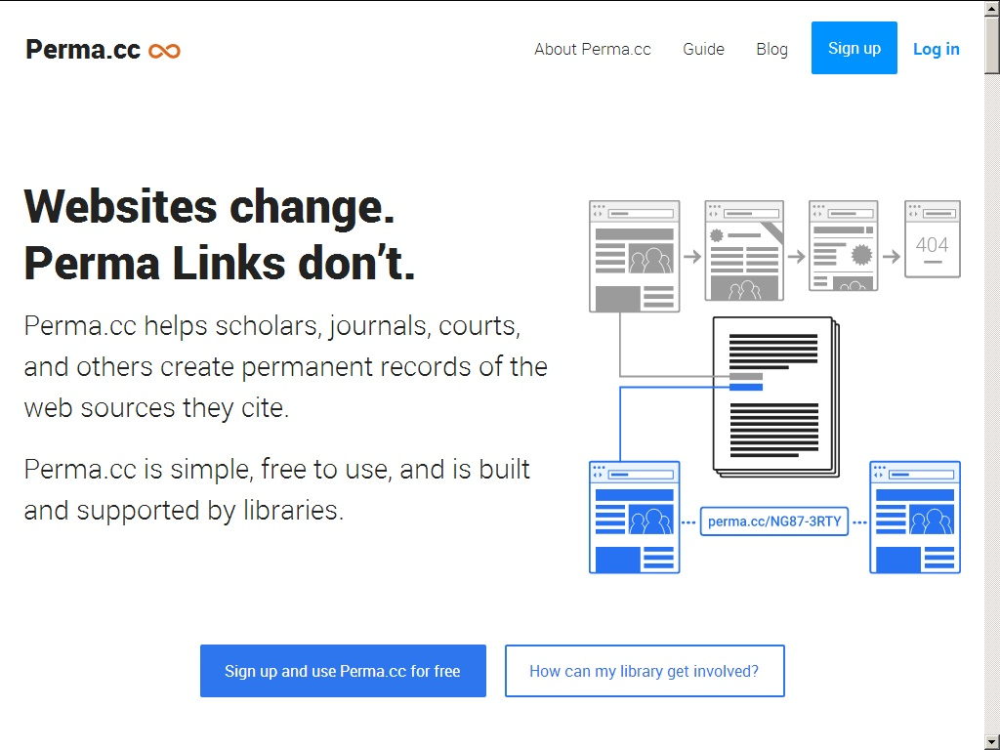 Perma.cc
About Perma.cc Guide Blog Sign up Log in
Websites change.
Perma Links don’t.
Perma.cc helps scholars, journals, courts,
and others create permanent records of the
web sources they cite.
Perma.cc is simple, free to use, and is built
and supported by libraries.
404
perma.cc/NG87-3RTY
Sign up and use Perma.cc for free
How can my library get involved?